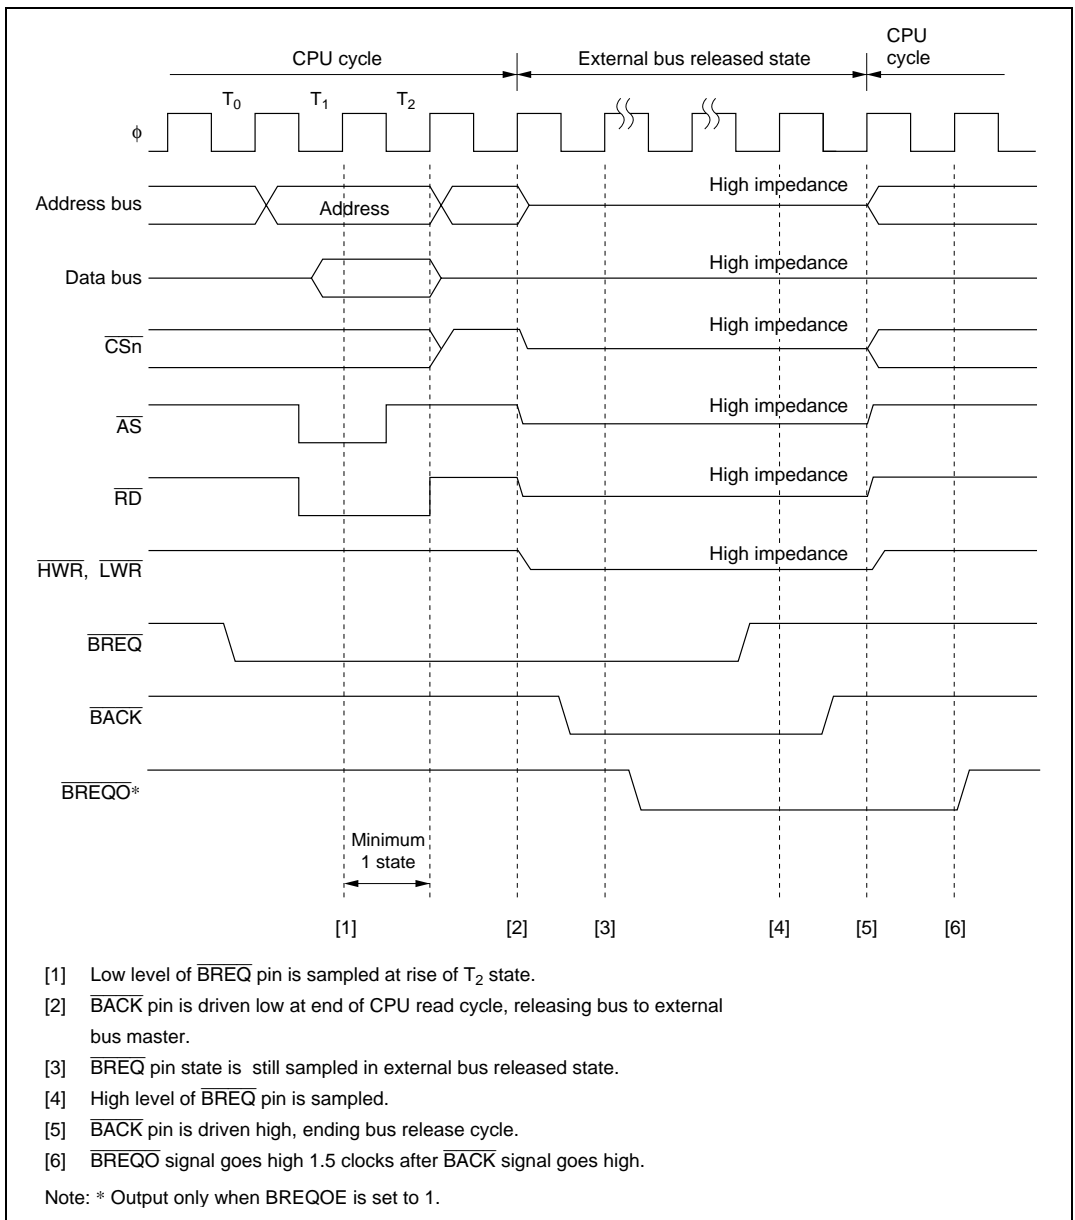 CPU cycle External bus released state CPU cycle
T0 T1 T2
ϕ
Address bus Address High impedance
Data bus High impedance
CSn High impedance
AS High impedance
RD High impedance
HWR, LWR High impedance
BREQ
BACK
BREQO*
Minimum
1 state
[1] [2] [3] [4] [5] [6]
[1] Low level of BREQ pin is sampled at rise of T2 state.
[2] BACK pin is driven low at end of CPU read cycle, releasing bus to external
bus master.
[3] BREQ pin state is still sampled in external bus released state.
[4] High level of BREQ pin is sampled.
[5] BACK pin is driven high, ending bus release cycle.
[6] BREQO signal goes high 1.5 clocks after BACK signal goes high.
Note: * Output only when BREQOE is set to 1.